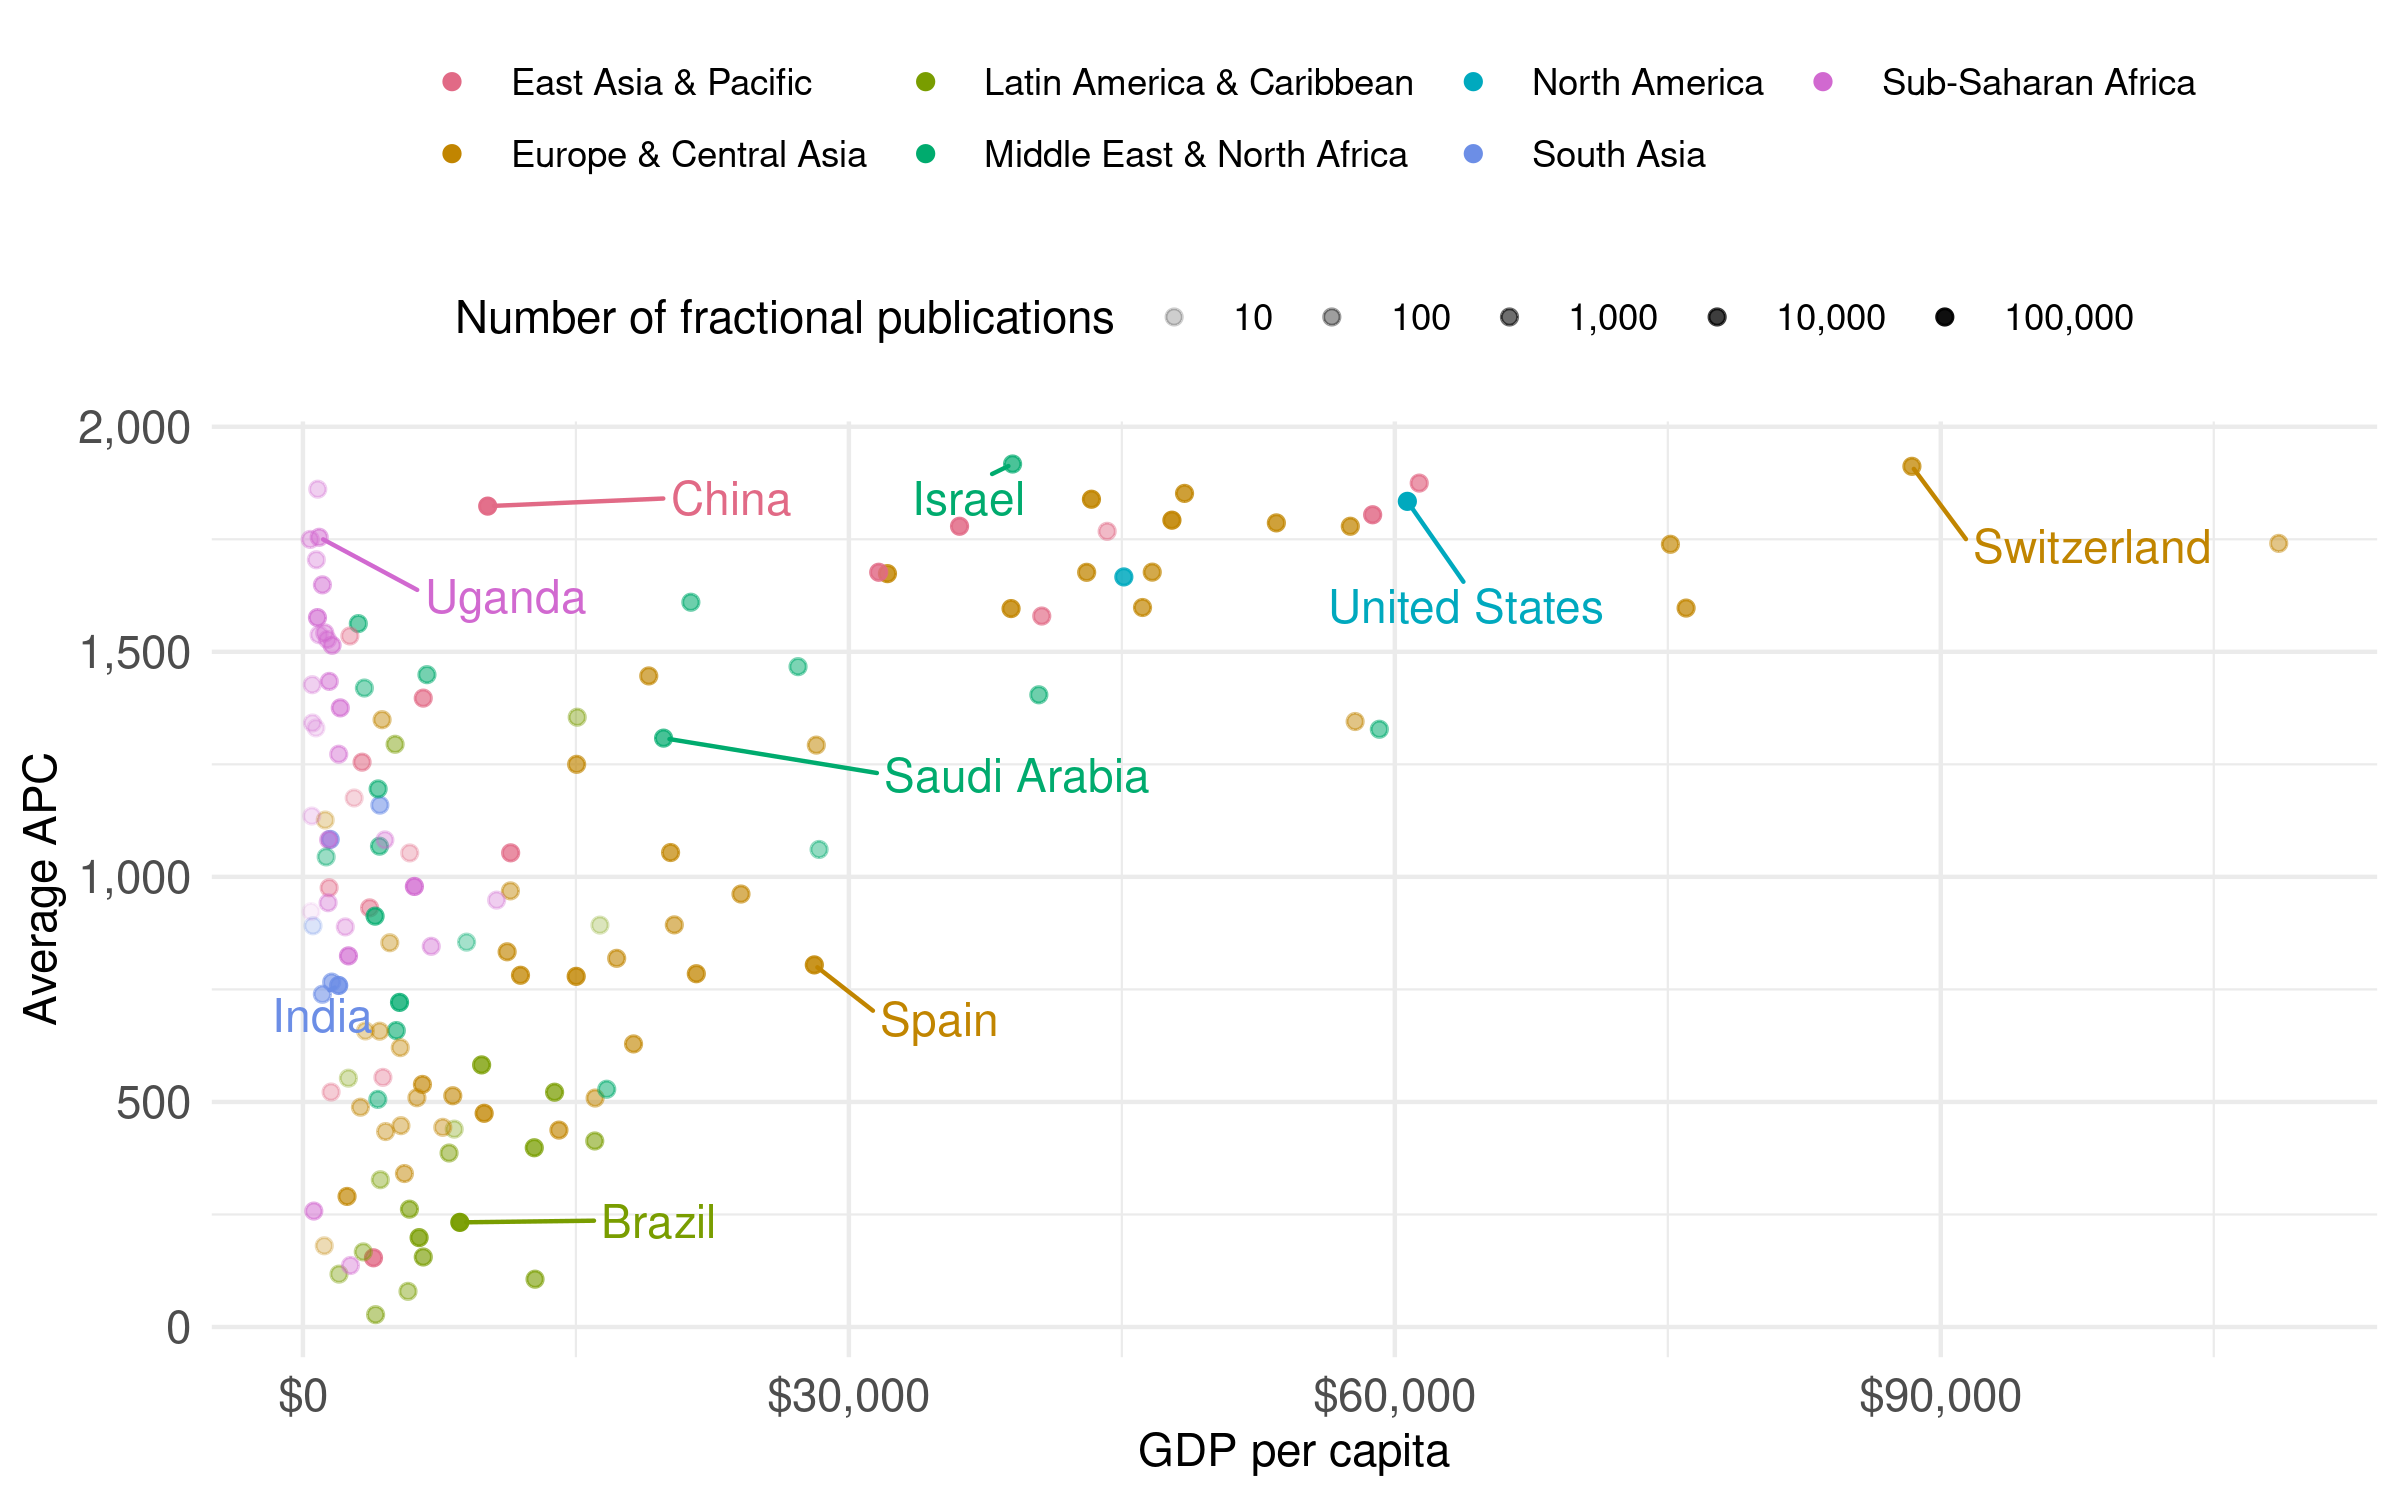 East Asia & Pacific Latin America & Caribbean North America Sub-Saharan Africa
Europe & Central Asia Middle East & North Africa South Asia
Number of fractional publications 10 100 1,000 10,000 100,000
2,000
1,500
1,000
500
0
Average APC
China
Israel
Switzerland
Uganda
United States
Saudi Arabia
India
Spain
Brazil
$0 $30,000 $60,000 $90,000
GDP per capita